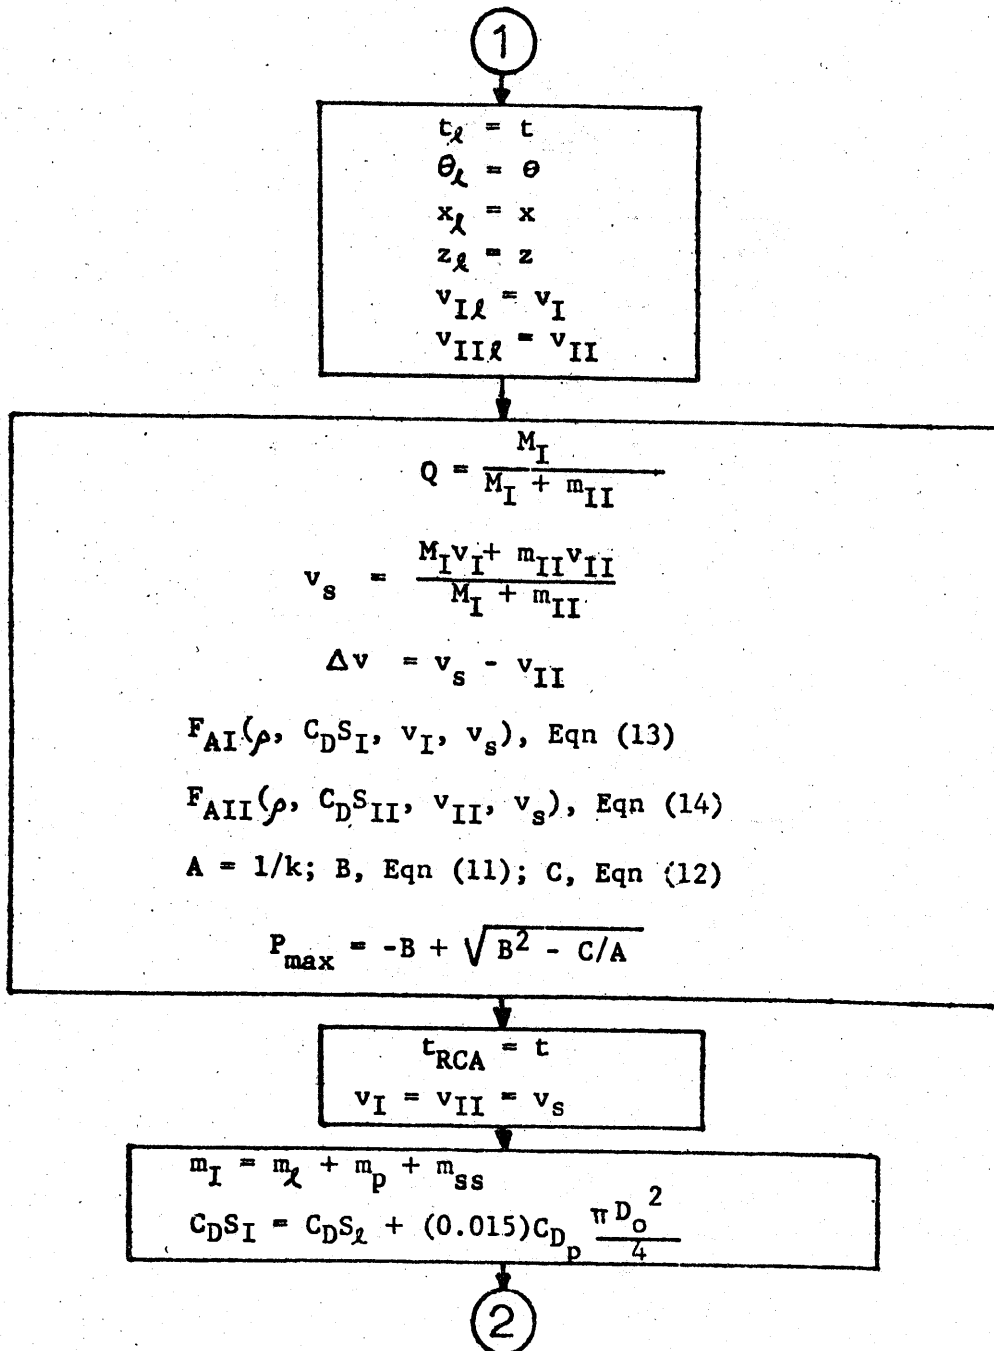 1
t_ℓ = t
θ_ℓ = θ
x_ℓ = x
z_ℓ = z
v_Iℓ = v_I
v_IIℓ = v_II
Q = M_I / (M_I + m_II)
v_s = (M_I v_I + m_II v_II) / (M_I + m_II)
Δv = v_s - v_II
F_AI(ρ, C_D S_I, v_I, v_s), Eqn (13)
F_AII(ρ, C_D S_II, v_II, v_s), Eqn (14)
A = 1/k; B, Eqn (11); C, Eqn (12)
P_max = -B + √(B² - C/A)
t_RCA = t
v_I = v_II = v_s
m_I = m_ℓ + m_p + m_ss
C_D S_I = C_D S_ℓ + (0.015) C_D_p π D_o² / 4
2